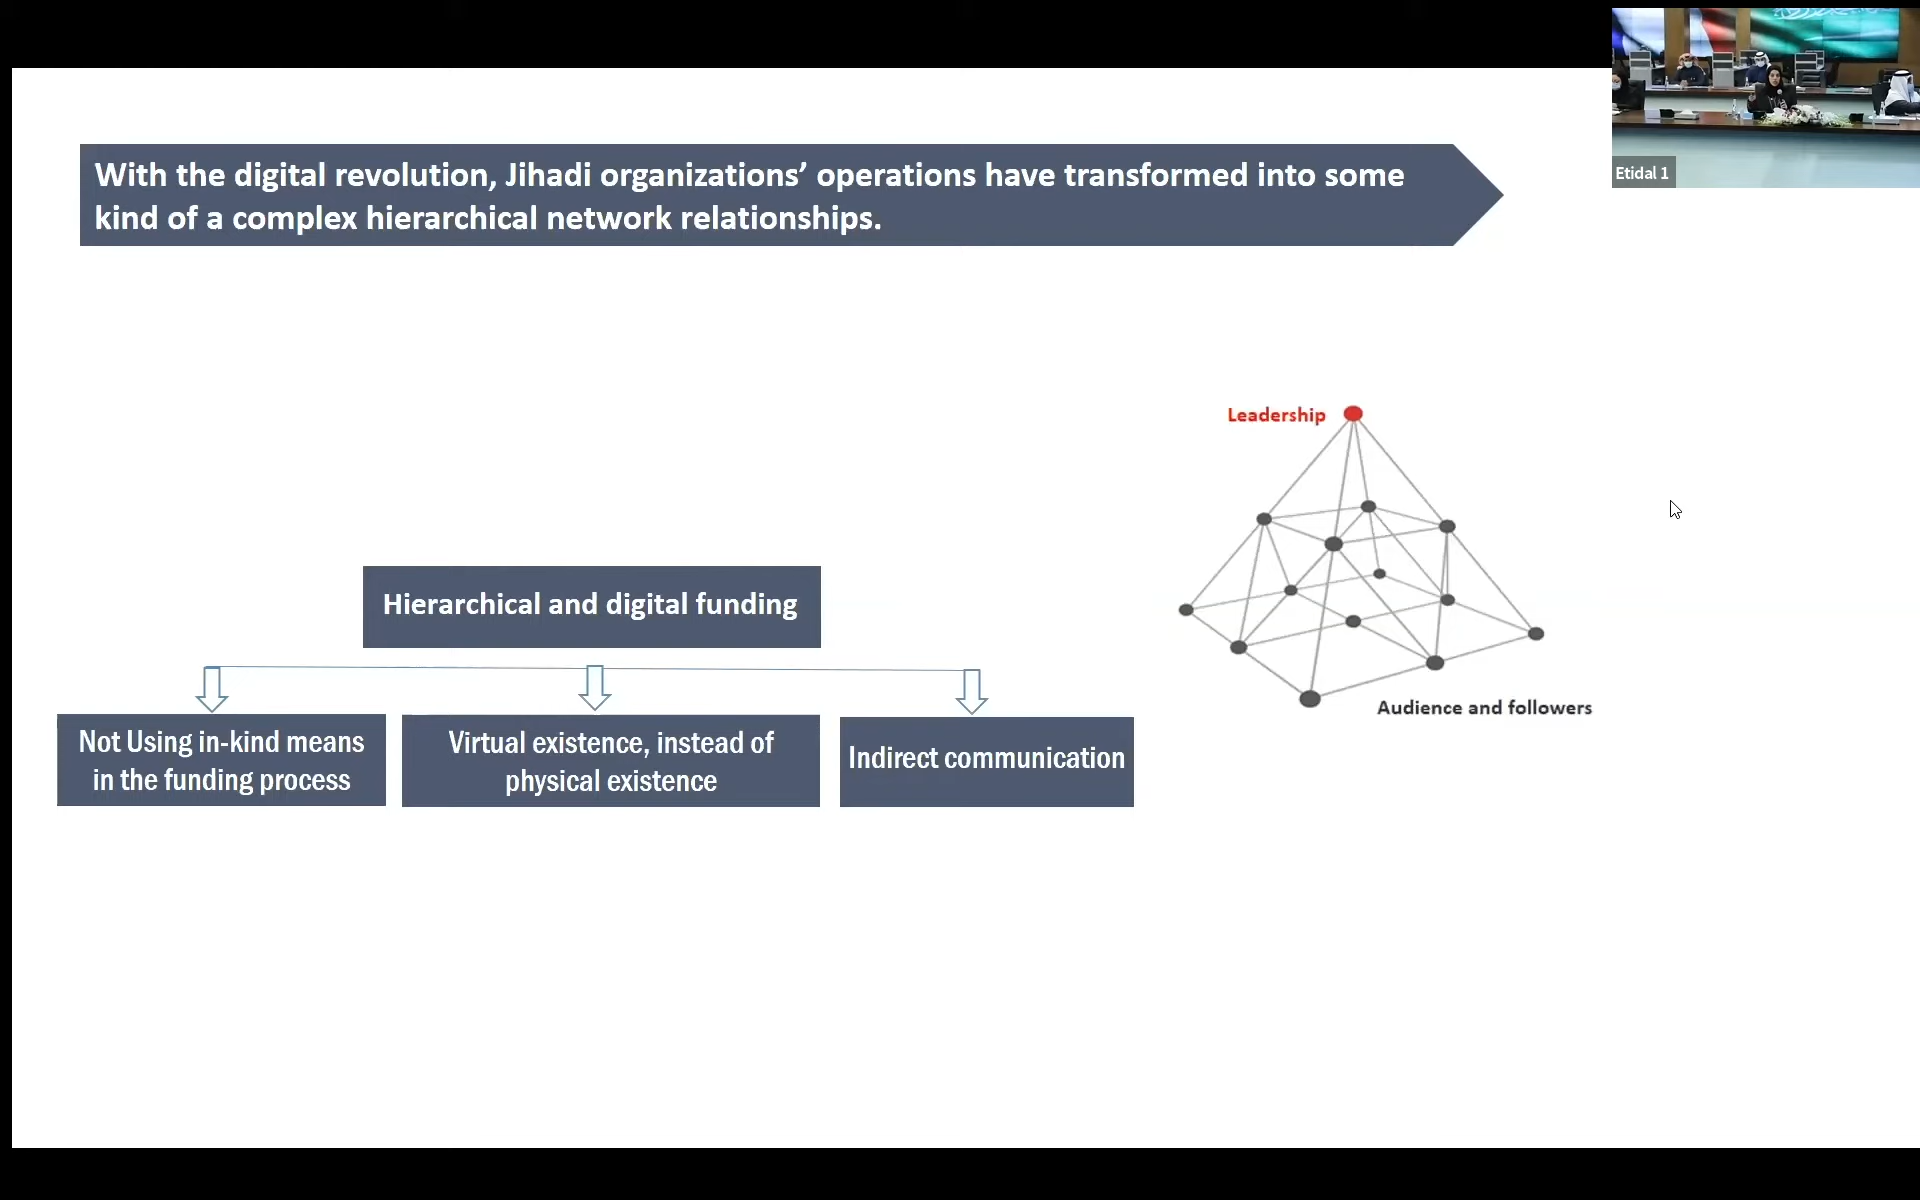 With the digital revolution, Jihadi organizations’ operations have transformed into some
kind of a complex hierarchical network relationships.
Etidal 1
Leadership
Hierarchical and digital funding
Audience and followers
Not Using in-kind means
in the funding process
Virtual existence, instead of
physical existence
Indirect communication